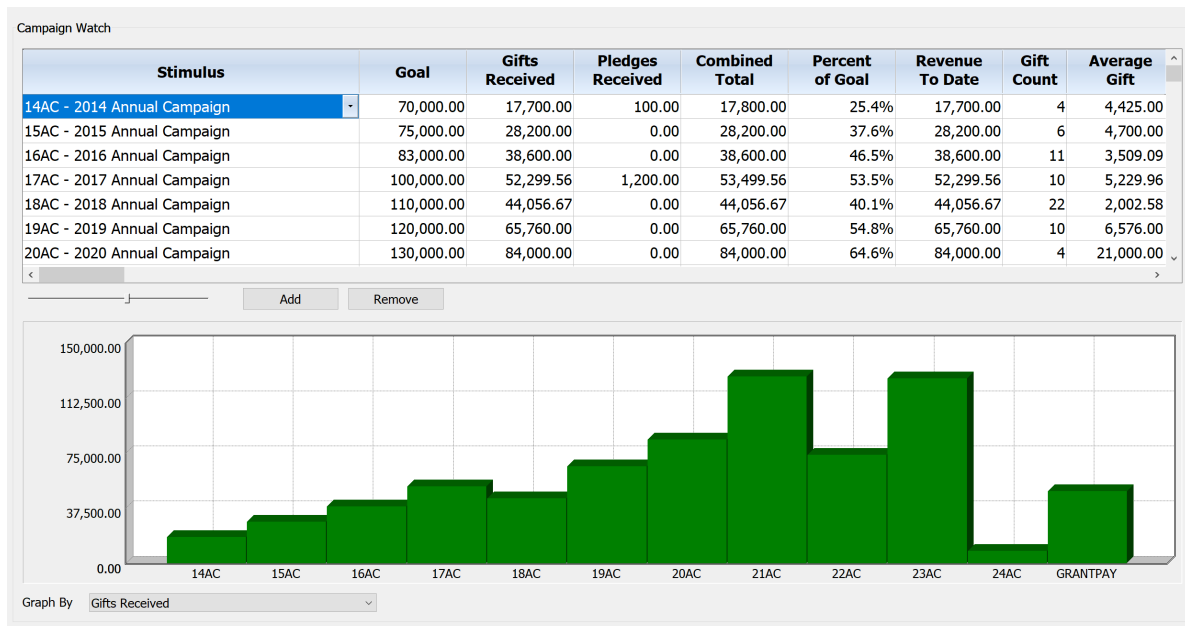 Campaign Watch
Stimulus Goal Gifts Received Pledges Received Combined Total Percent of Goal Revenue To Date Gift Count Average Gift
14AC - 2014 Annual Campaign 70,000.00 17,700.00 100.00 17,800.00 25.4% 17,700.00 4 4,425.00
15AC - 2015 Annual Campaign 75,000.00 28,200.00 0.00 28,200.00 37.6% 28,200.00 6 4,700.00
16AC - 2016 Annual Campaign 83,000.00 38,600.00 0.00 38,600.00 46.5% 38,600.00 11 3,509.09
17AC - 2017 Annual Campaign 100,000.00 52,299.56 1,200.00 53,499.56 53.5% 52,299.56 10 5,229.96
18AC - 2018 Annual Campaign 110,000.00 44,056.67 0.00 44,056.67 40.1% 44,056.67 22 2,002.58
19AC - 2019 Annual Campaign 120,000.00 65,760.00 0.00 65,760.00 54.8% 65,760.00 10 6,576.00
20AC - 2020 Annual Campaign 130,000.00 84,000.00 0.00 84,000.00 64.6% 84,000.00 4 21,000.00
Add Remove
150,000.00
112,500.00
75,000.00
37,500.00
0.00
14AC 15AC 16AC 17AC 18AC 19AC 20AC 21AC 22AC 23AC 24AC GRANTPAY
Graph By Gifts Received